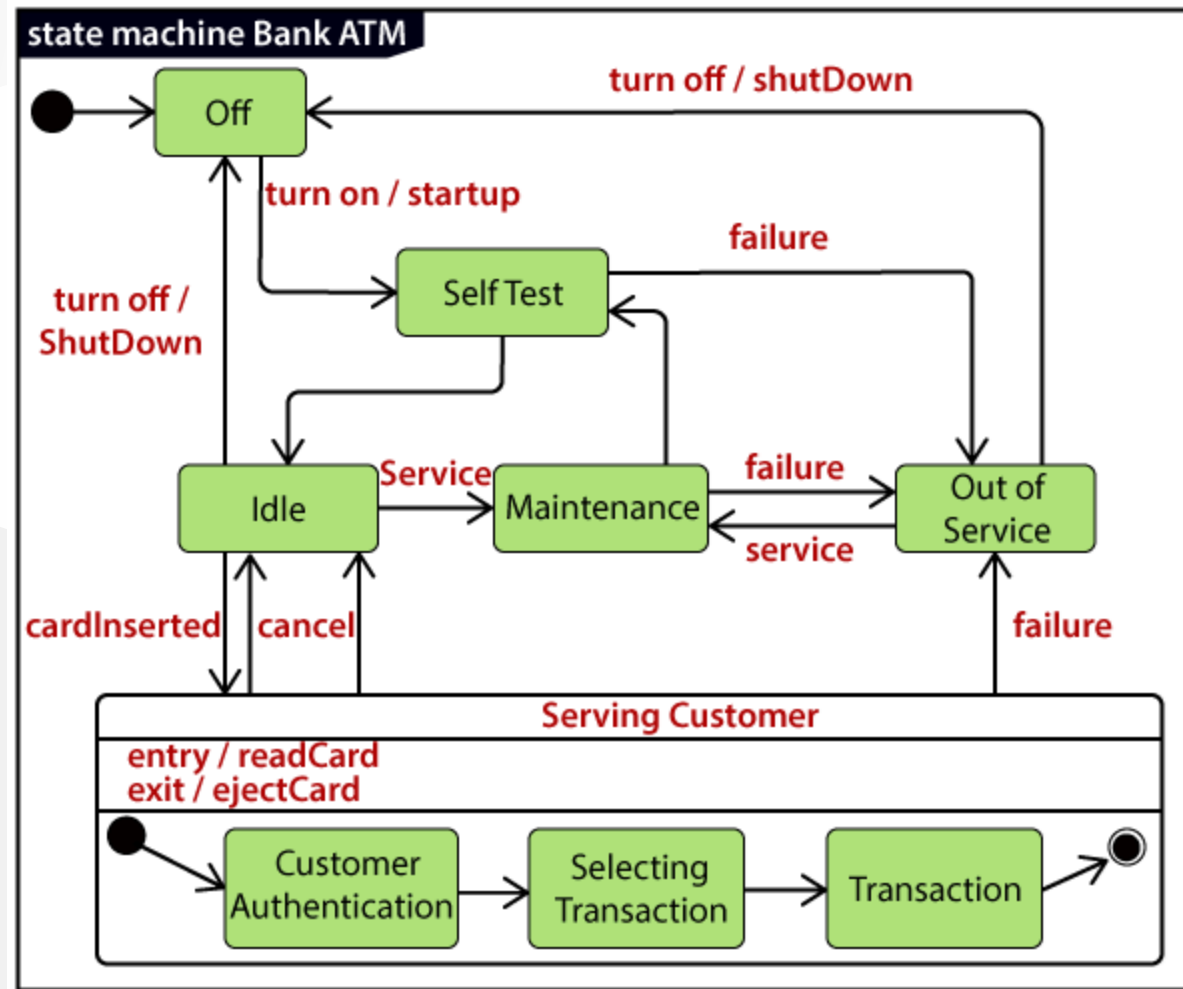 state machine Bank ATM
turn off / shutDown
Off
turn on / startup
failure
Self Test
turn off /
ShutDown
Service
failure
Out of
Service
Idle
Maintenance
service
cardInserted
cancel
failure
Serving Customer
entry / readCard
exit / ejectCard
Customer
Authentication
Selecting
Transaction
Transaction